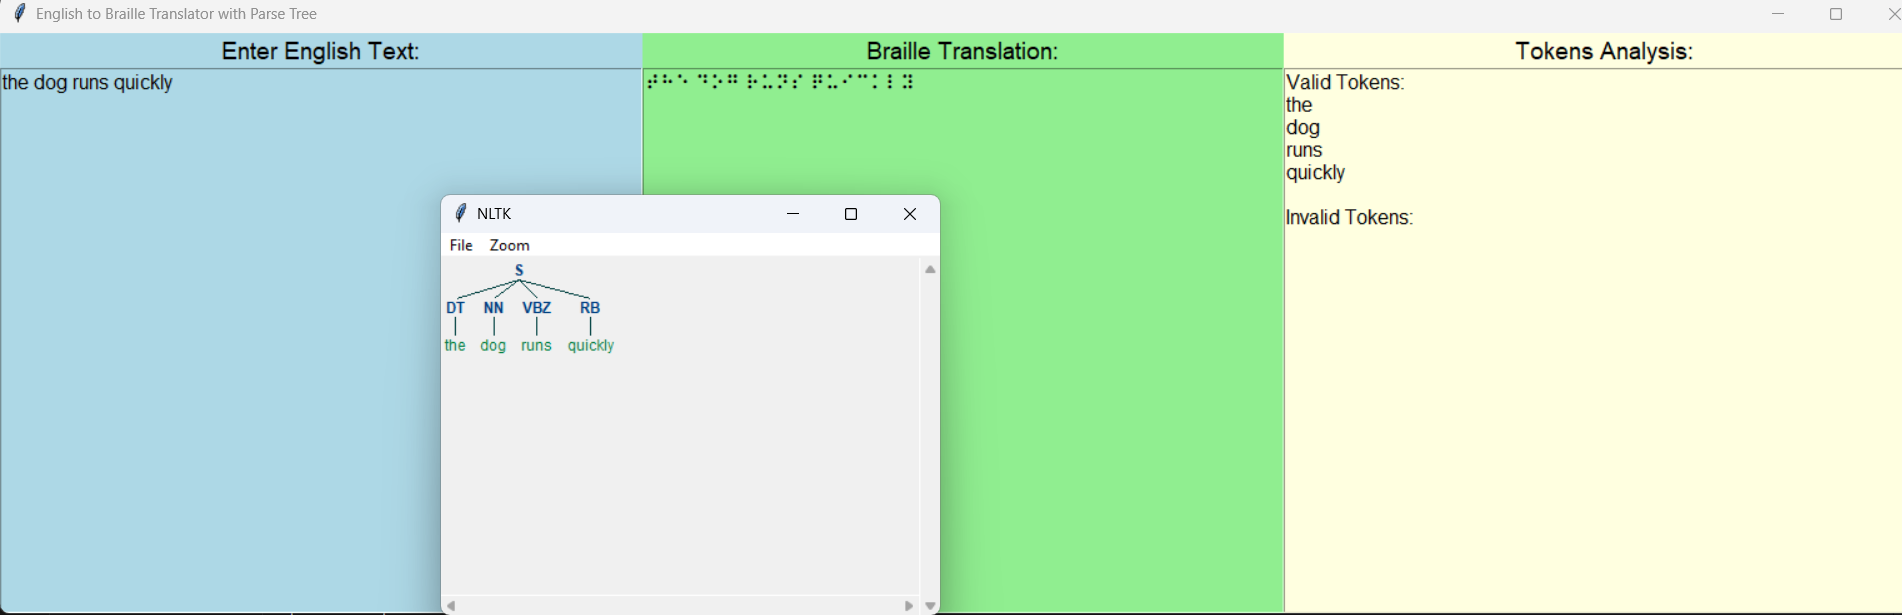 English to Braille Translator with Parse Tree
Enter English Text:
the dog runs quickly
Braille Translation:
⠞⠓⠑ ⠙⠕⠛ ⠗⠥⠝⠎ ⠟⠥⠊⠉⠅⠇⠽
Tokens Analysis:
Valid Tokens:
the
dog
runs
quickly
Invalid Tokens:
NLTK
File Zoom
S
DT NN VBZ RB
the dog runs quickly